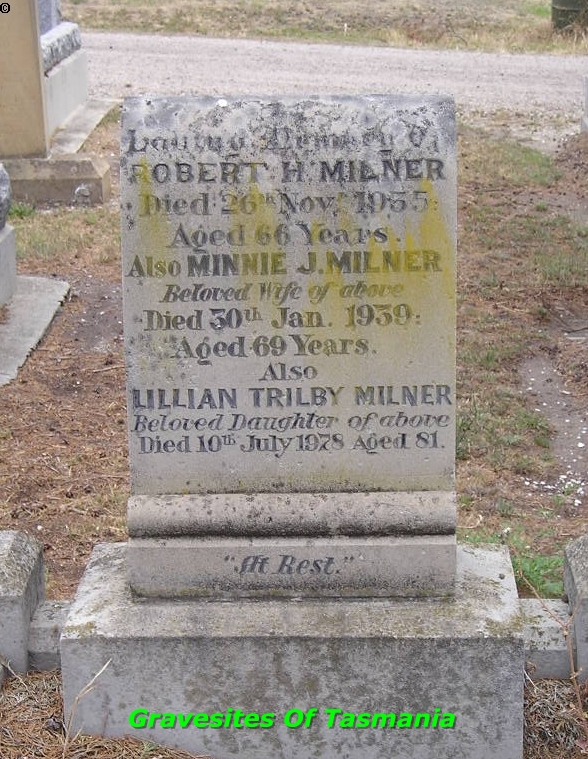 ©
Loving Memory Of
ROBERT H. MILNER
Died 26th Nov. 1935:
Aged 66 Years.
Also MINNIE J. MILNER
Beloved Wife of above
Died 30th Jan. 1939:
Aged 69 Years.
Also
LILLIAN TRILBY MILNER
Beloved Daughter of above
Died 10th July 1978 Aged 81.
"At Rest."
Gravesites Of Tasmania